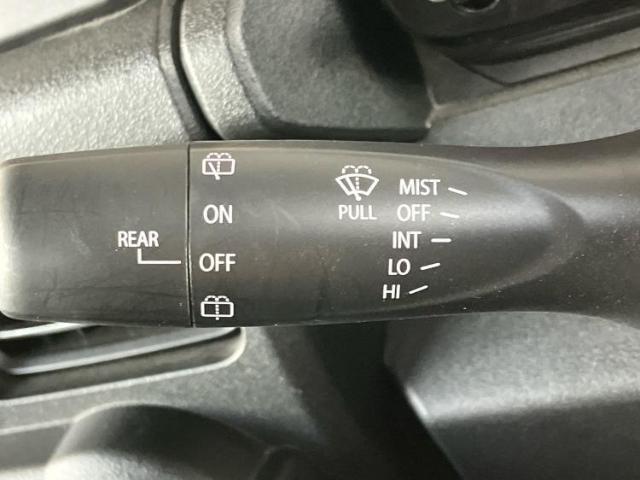 REAR
ON
OFF
PULL
MIST
OFF
INT
LO
HI